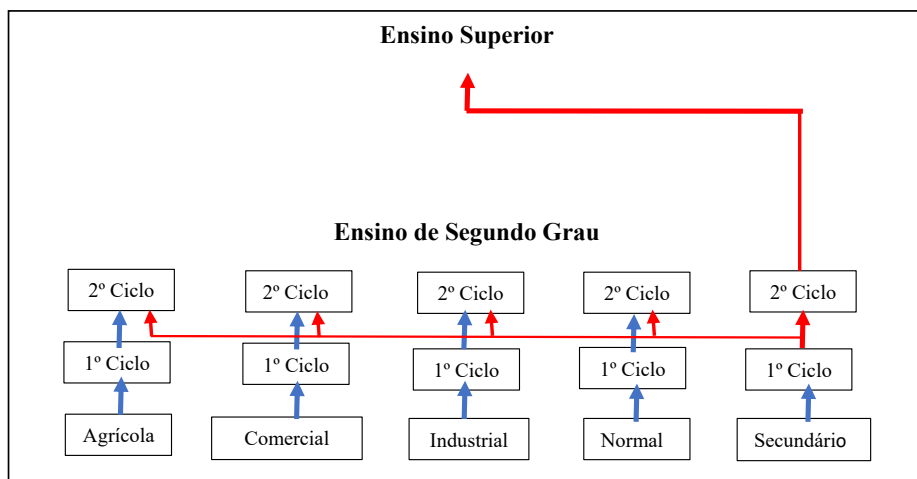 Ensino Superior
Ensino de Segundo Grau
2º Ciclo
2º Ciclo
2º Ciclo
2º Ciclo
2º Ciclo
1º Ciclo
1º Ciclo
1º Ciclo
1º Ciclo
1º Ciclo
Agrícola
Comercial
Industrial
Normal
Secundário